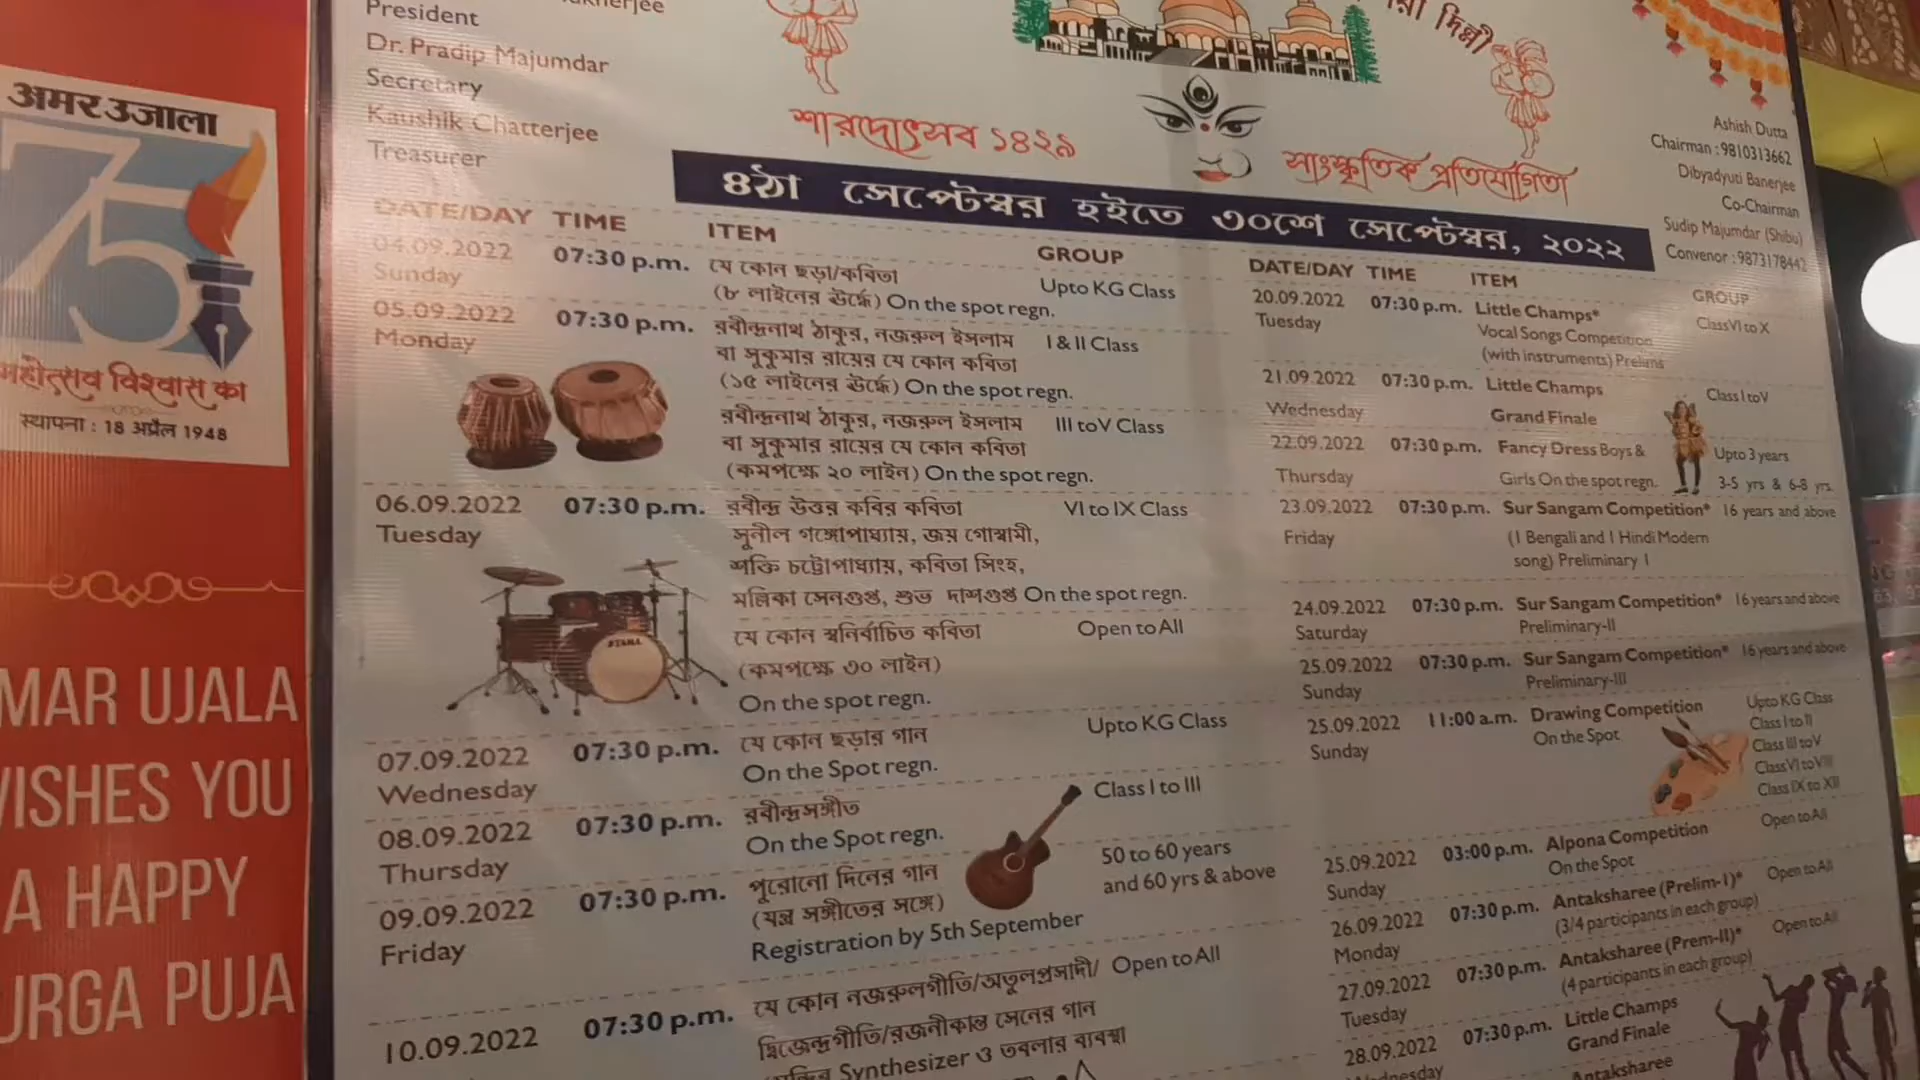 अमर उजाला
75
महोत्सव विश्वास का
स्थापना : 18 अप्रैल 1948
MAR UJALA
WISHES YOU
A HAPPY
URGA PUJA
President
Dr. Pradip Majumdar
Secretary
Kaushik Chatterjee
Treasurer
দিল্লী
শারদোৎসব ১৪২৯
সাংস্কৃতিক প্রতিযোগিতা
Ashish Dutta
Chairman : 9810313662
Dibyadyuti Banerjee
Co-Chairman
Sudip Majumdar (Shibu)
Convenor : 9873178442
৪ঠা সেপ্টেম্বর হইতে ৩০শে সেপ্টেম্বর, ২০২২
DATE/DAY TIME ITEM GROUP
04.09.2022 07:30 p.m. যে কোন ছড়া/কবিতা Upto KG Class
Sunday (৮ লাইনের ঊর্দ্ধে) On the spot regn.
05.09.2022 07:30 p.m. রবীন্দ্রনাথ ঠাকুর, নজরুল ইসলাম I & II Class
Monday বা সুকুমার রায়ের যে কোন কবিতা
(১৫ লাইনের ঊর্দ্ধে) On the spot regn.
রবীন্দ্রনাথ ঠাকুর, নজরুল ইসলাম III to V Class
বা সুকুমার রায়ের যে কোন কবিতা
(কমপক্ষে ২০ লাইন) On the spot regn.
06.09.2022 07:30 p.m. রবীন্দ্র উত্তর কবির কবিতা VI to IX Class
Tuesday সুনীল গঙ্গোপাধ্যায়, জয় গোস্বামী,
শক্তি চট্টোপাধ্যায়, কবিতা সিংহ,
মল্লিকা সেনগুপ্ত, শুভ দাশগুপ্ত On the spot regn.
যে কোন স্বনির্বাচিত কবিতা Open to All
(কমপক্ষে ৩০ লাইন)
On the spot regn.
TAMA
07.09.2022 07:30 p.m. যে কোন ছড়ার গান Upto KG Class
Wednesday On the Spot regn.
08.09.2022 07:30 p.m. রবীন্দ্রসঙ্গীত Class I to III
Thursday On the Spot regn.
09.09.2022 07:30 p.m. পুরোনো দিনের গান 50 to 60 years
Friday (যন্ত্র সঙ্গীতের সঙ্গে) and 60 yrs & above
Registration by 5th September
10.09.2022 07:30 p.m. যে কোন নজরুলগীতি/অতুলপ্রসাদী/ Open to All
দ্বিজেন্দ্রগীতি/রজনীকান্ত সেনের গান
Synthesizer ও তবলার ব্যবস্থা
DATE/DAY TIME ITEM GROUP
20.09.2022 07:30 p.m. Little Champs* Class VI to X
Tuesday Vocal Songs Competition
(with instruments) Prelims
21.09.2022 07:30 p.m. Little Champs Class I to V
Wednesday Grand Finale
22.09.2022 07:30 p.m. Fancy Dress Boys & Upto 3 years
Thursday Girls On the spot regn. 3-5 yrs & 6-8 yrs.
23.09.2022 07:30 p.m. Sur Sangam Competition* 16 years and above
Friday (1 Bengali and 1 Hindi Modern
song) Preliminary 1
24.09.2022 07:30 p.m. Sur Sangam Competition* 16 years and above
Saturday Preliminary-II
25.09.2022 07:30 p.m. Sur Sangam Competition* 16 years and above
Sunday Preliminary-III
25.09.2022 11:00 a.m. Drawing Competition Upto KG Class
Sunday On the Spot Class I to II
Class III to V
Class VI to VIII
Class IX to XII
25.09.2022 03:00 p.m. Alpona Competition Open to All
Sunday On the Spot
26.09.2022 07:30 p.m. Antaksharee (Prelim-I)* Open to All
Monday (3/4 participants in each group)
27.09.2022 07:30 p.m. Antaksharee (Prem-II)* Open to All
Tuesday (4 participants in each group)
28.09.2022 07:30 p.m. Little Champs
Wednesday Grand Finale
Antaksharee